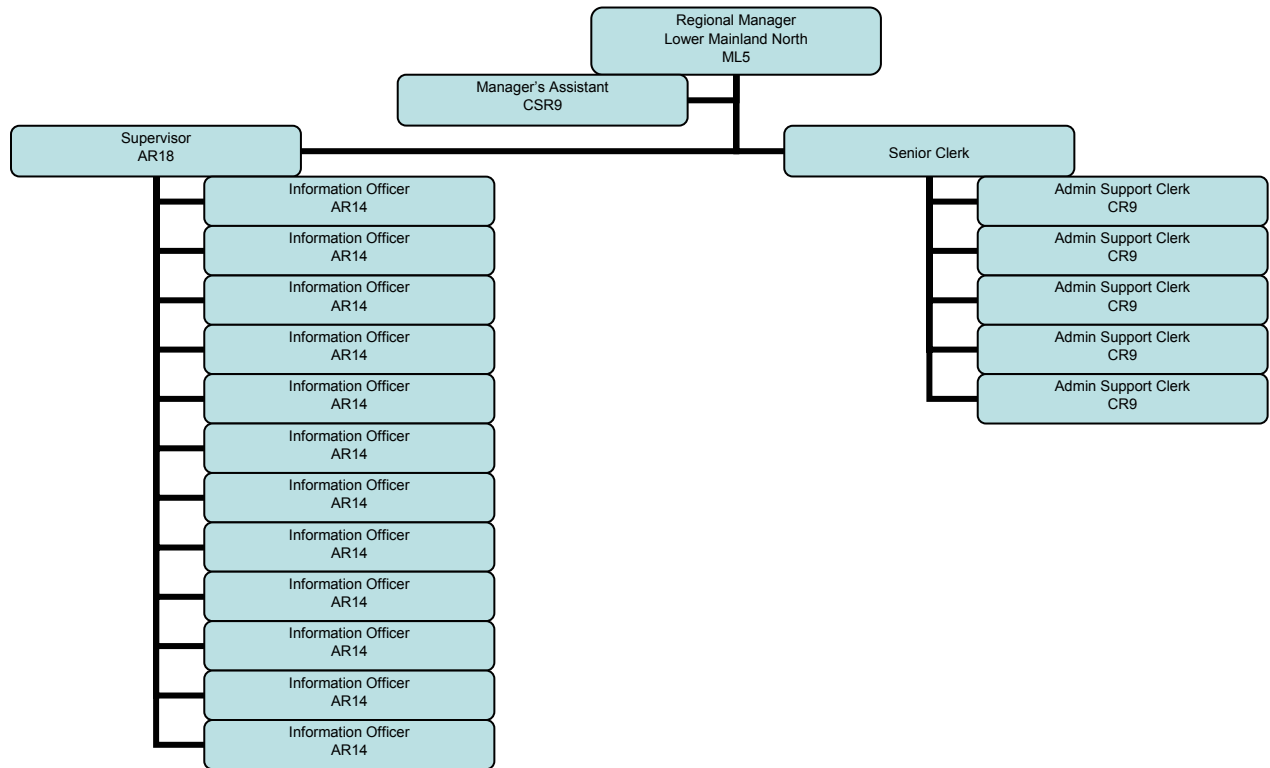 Regional Manager
Lower Mainland North
ML5
Manager's Assistant
CSR9
Supervisor
AR18
Senior Clerk
Information Officer
AR14
Information Officer
AR14
Information Officer
AR14
Information Officer
AR14
Information Officer
AR14
Information Officer
AR14
Information Officer
AR14
Information Officer
AR14
Information Officer
AR14
Information Officer
AR14
Information Officer
AR14
Information Officer
AR14
Admin Support Clerk
CR9
Admin Support Clerk
CR9
Admin Support Clerk
CR9
Admin Support Clerk
CR9
Admin Support Clerk
CR9